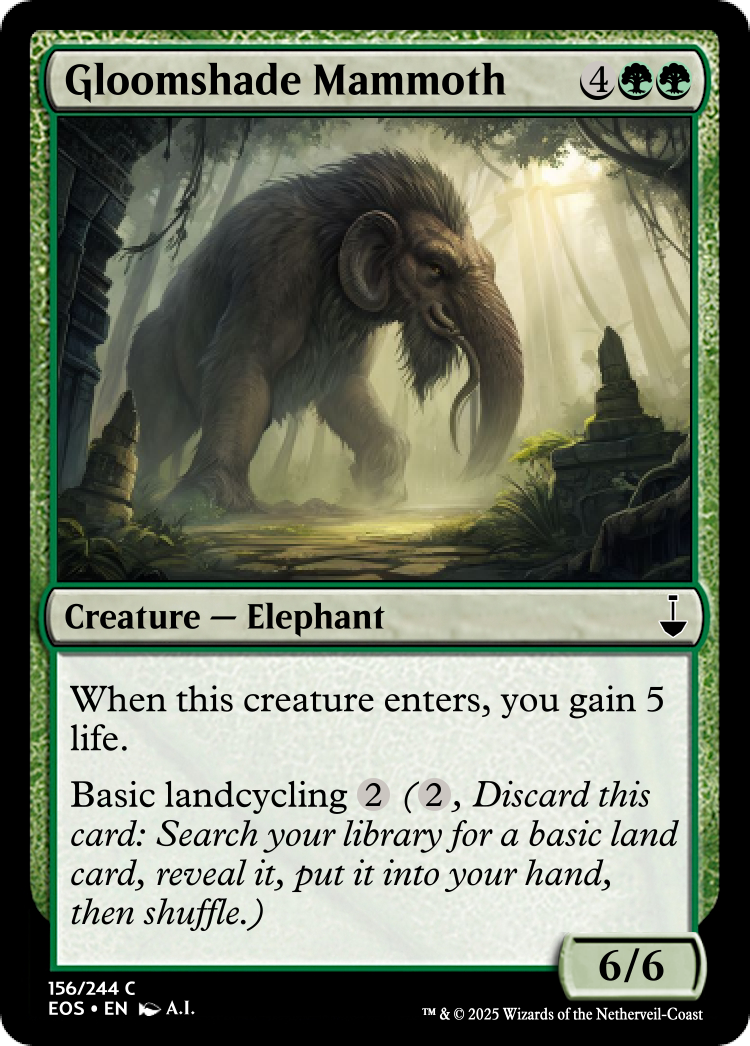 Gloomshade Mammoth 4
Creature — Elephant
When this creature enters, you gain 5
life.
Basic landcycling 2 (2, Discard this
card: Search your library for a basic land
card, reveal it, put it into your hand,
then shuffle.)
6/6
156/244 C
EOS • EN A.I.
™ & © 2025 Wizards of the Netherveil-Coast